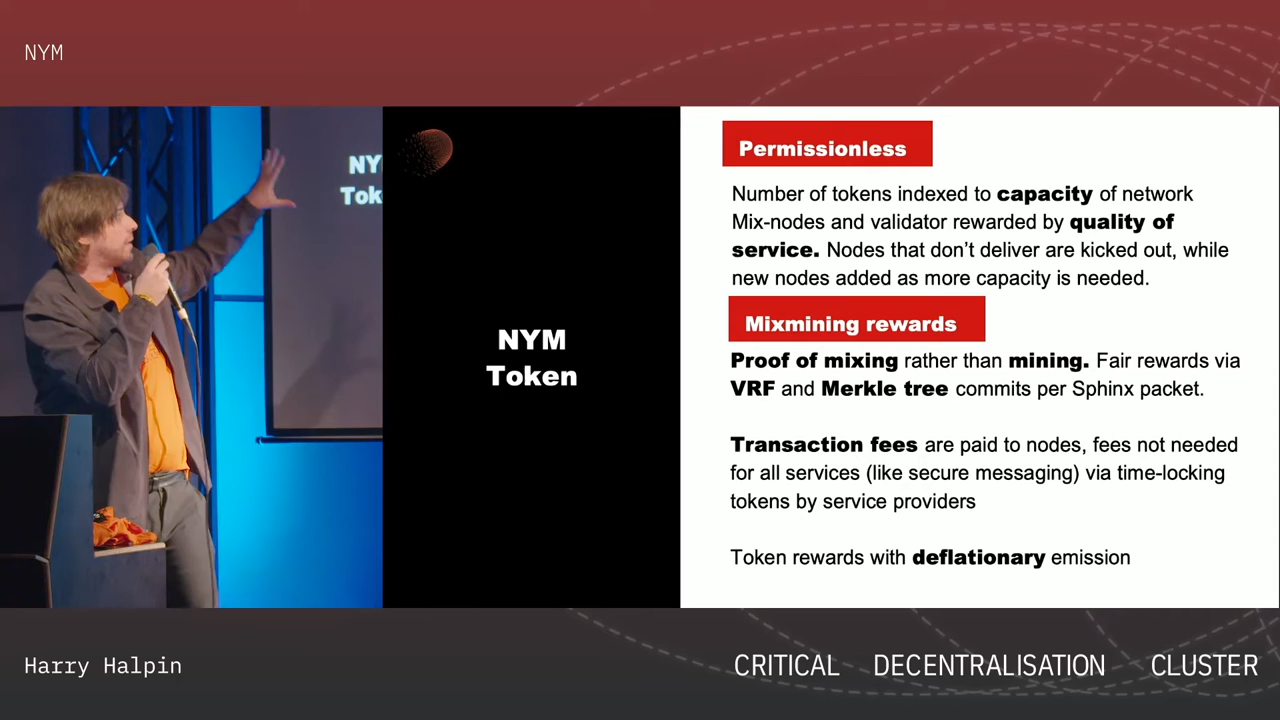 NYM
NY
Tok
NYM
Token
Permissionless
Number of tokens indexed to capacity of network
Mix-nodes and validator rewarded by quality of
service. Nodes that don’t deliver are kicked out, while
new nodes added as more capacity is needed.
Mixmining rewards
Proof of mixing rather than mining. Fair rewards via
VRF and Merkle tree commits per Sphinx packet.
Transaction fees are paid to nodes, fees not needed
for all services (like secure messaging) via time-locking
tokens by service providers
Token rewards with deflationary emission
Harry Halpin
CRITICAL DECENTRALISATION CLUSTER